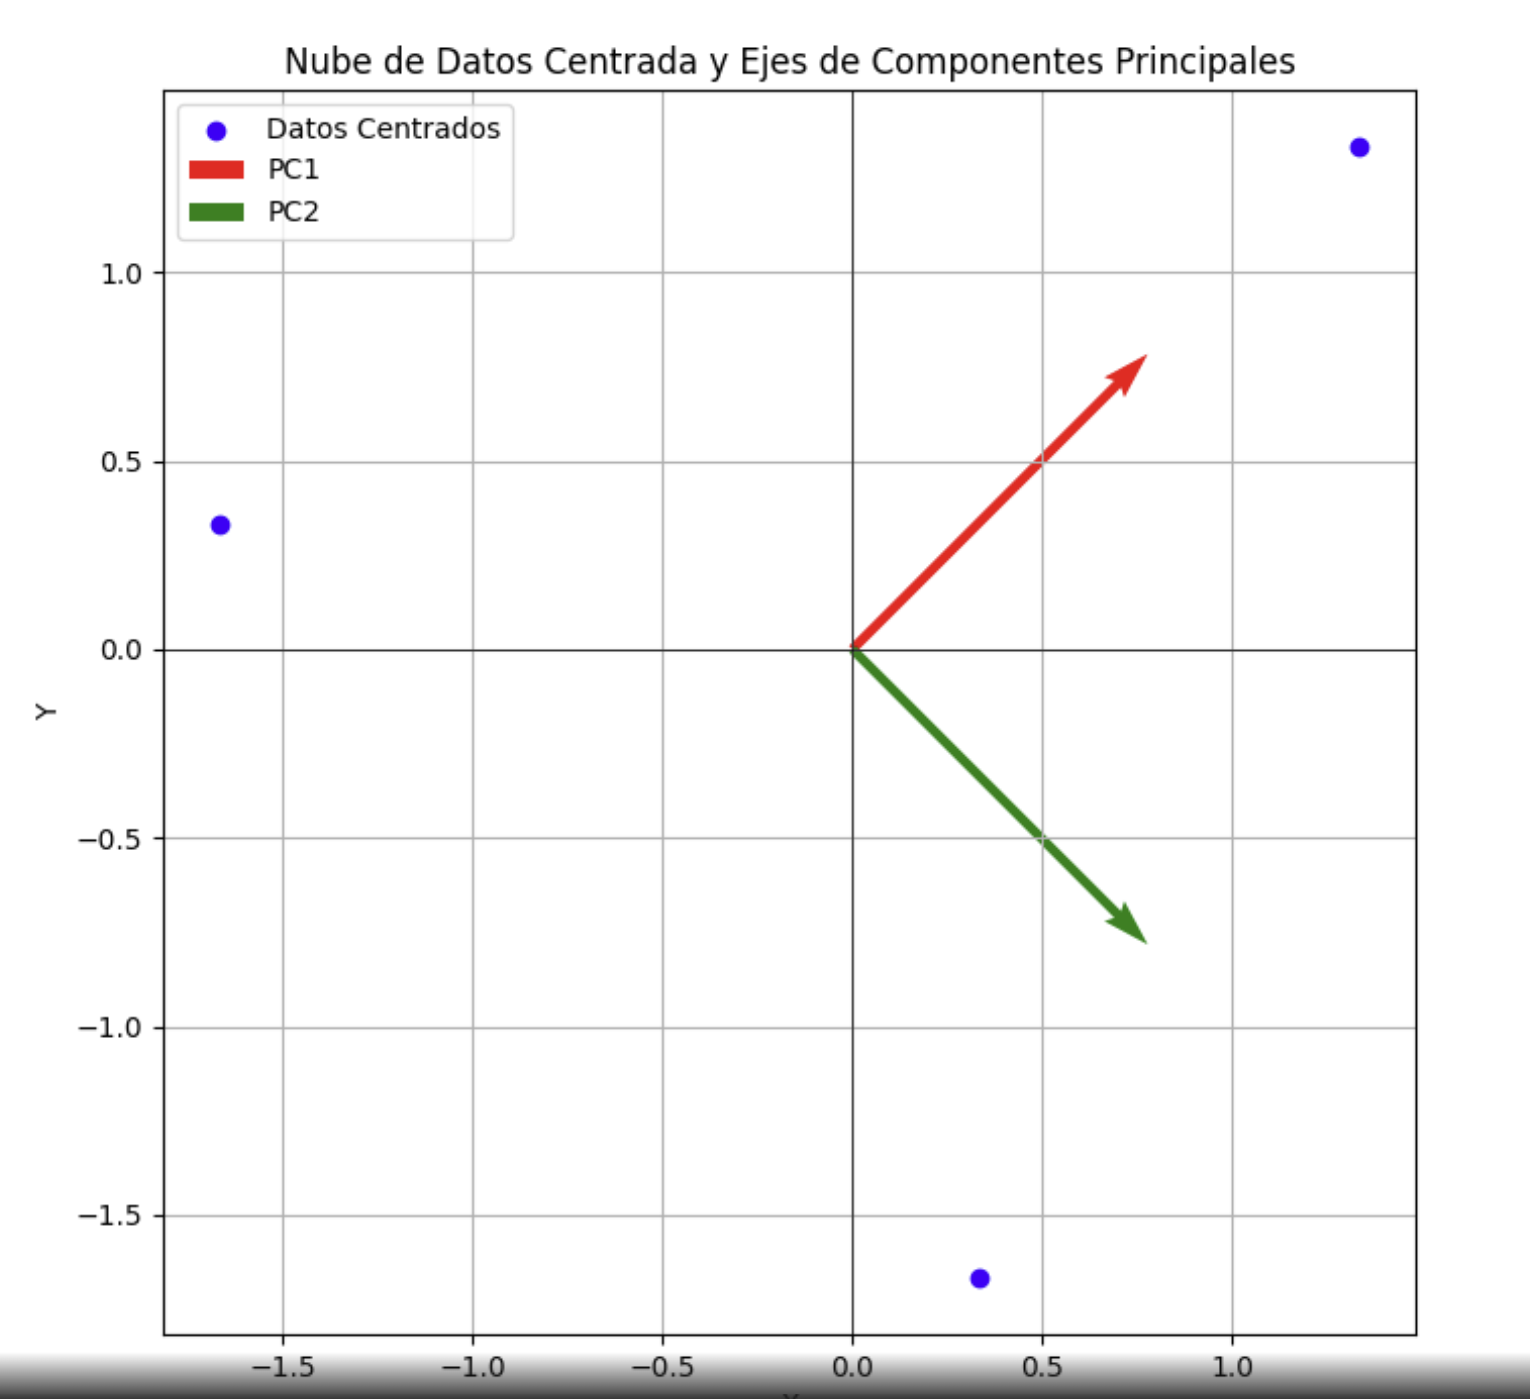 Nube de Datos Centrada y Ejes de Componentes Principales
Datos Centrados
PC1
PC2
1.0
0.5
0.0
−0.5
−1.0
−1.5
Y
−1.5 −1.0 −0.5 0.0 0.5 1.0